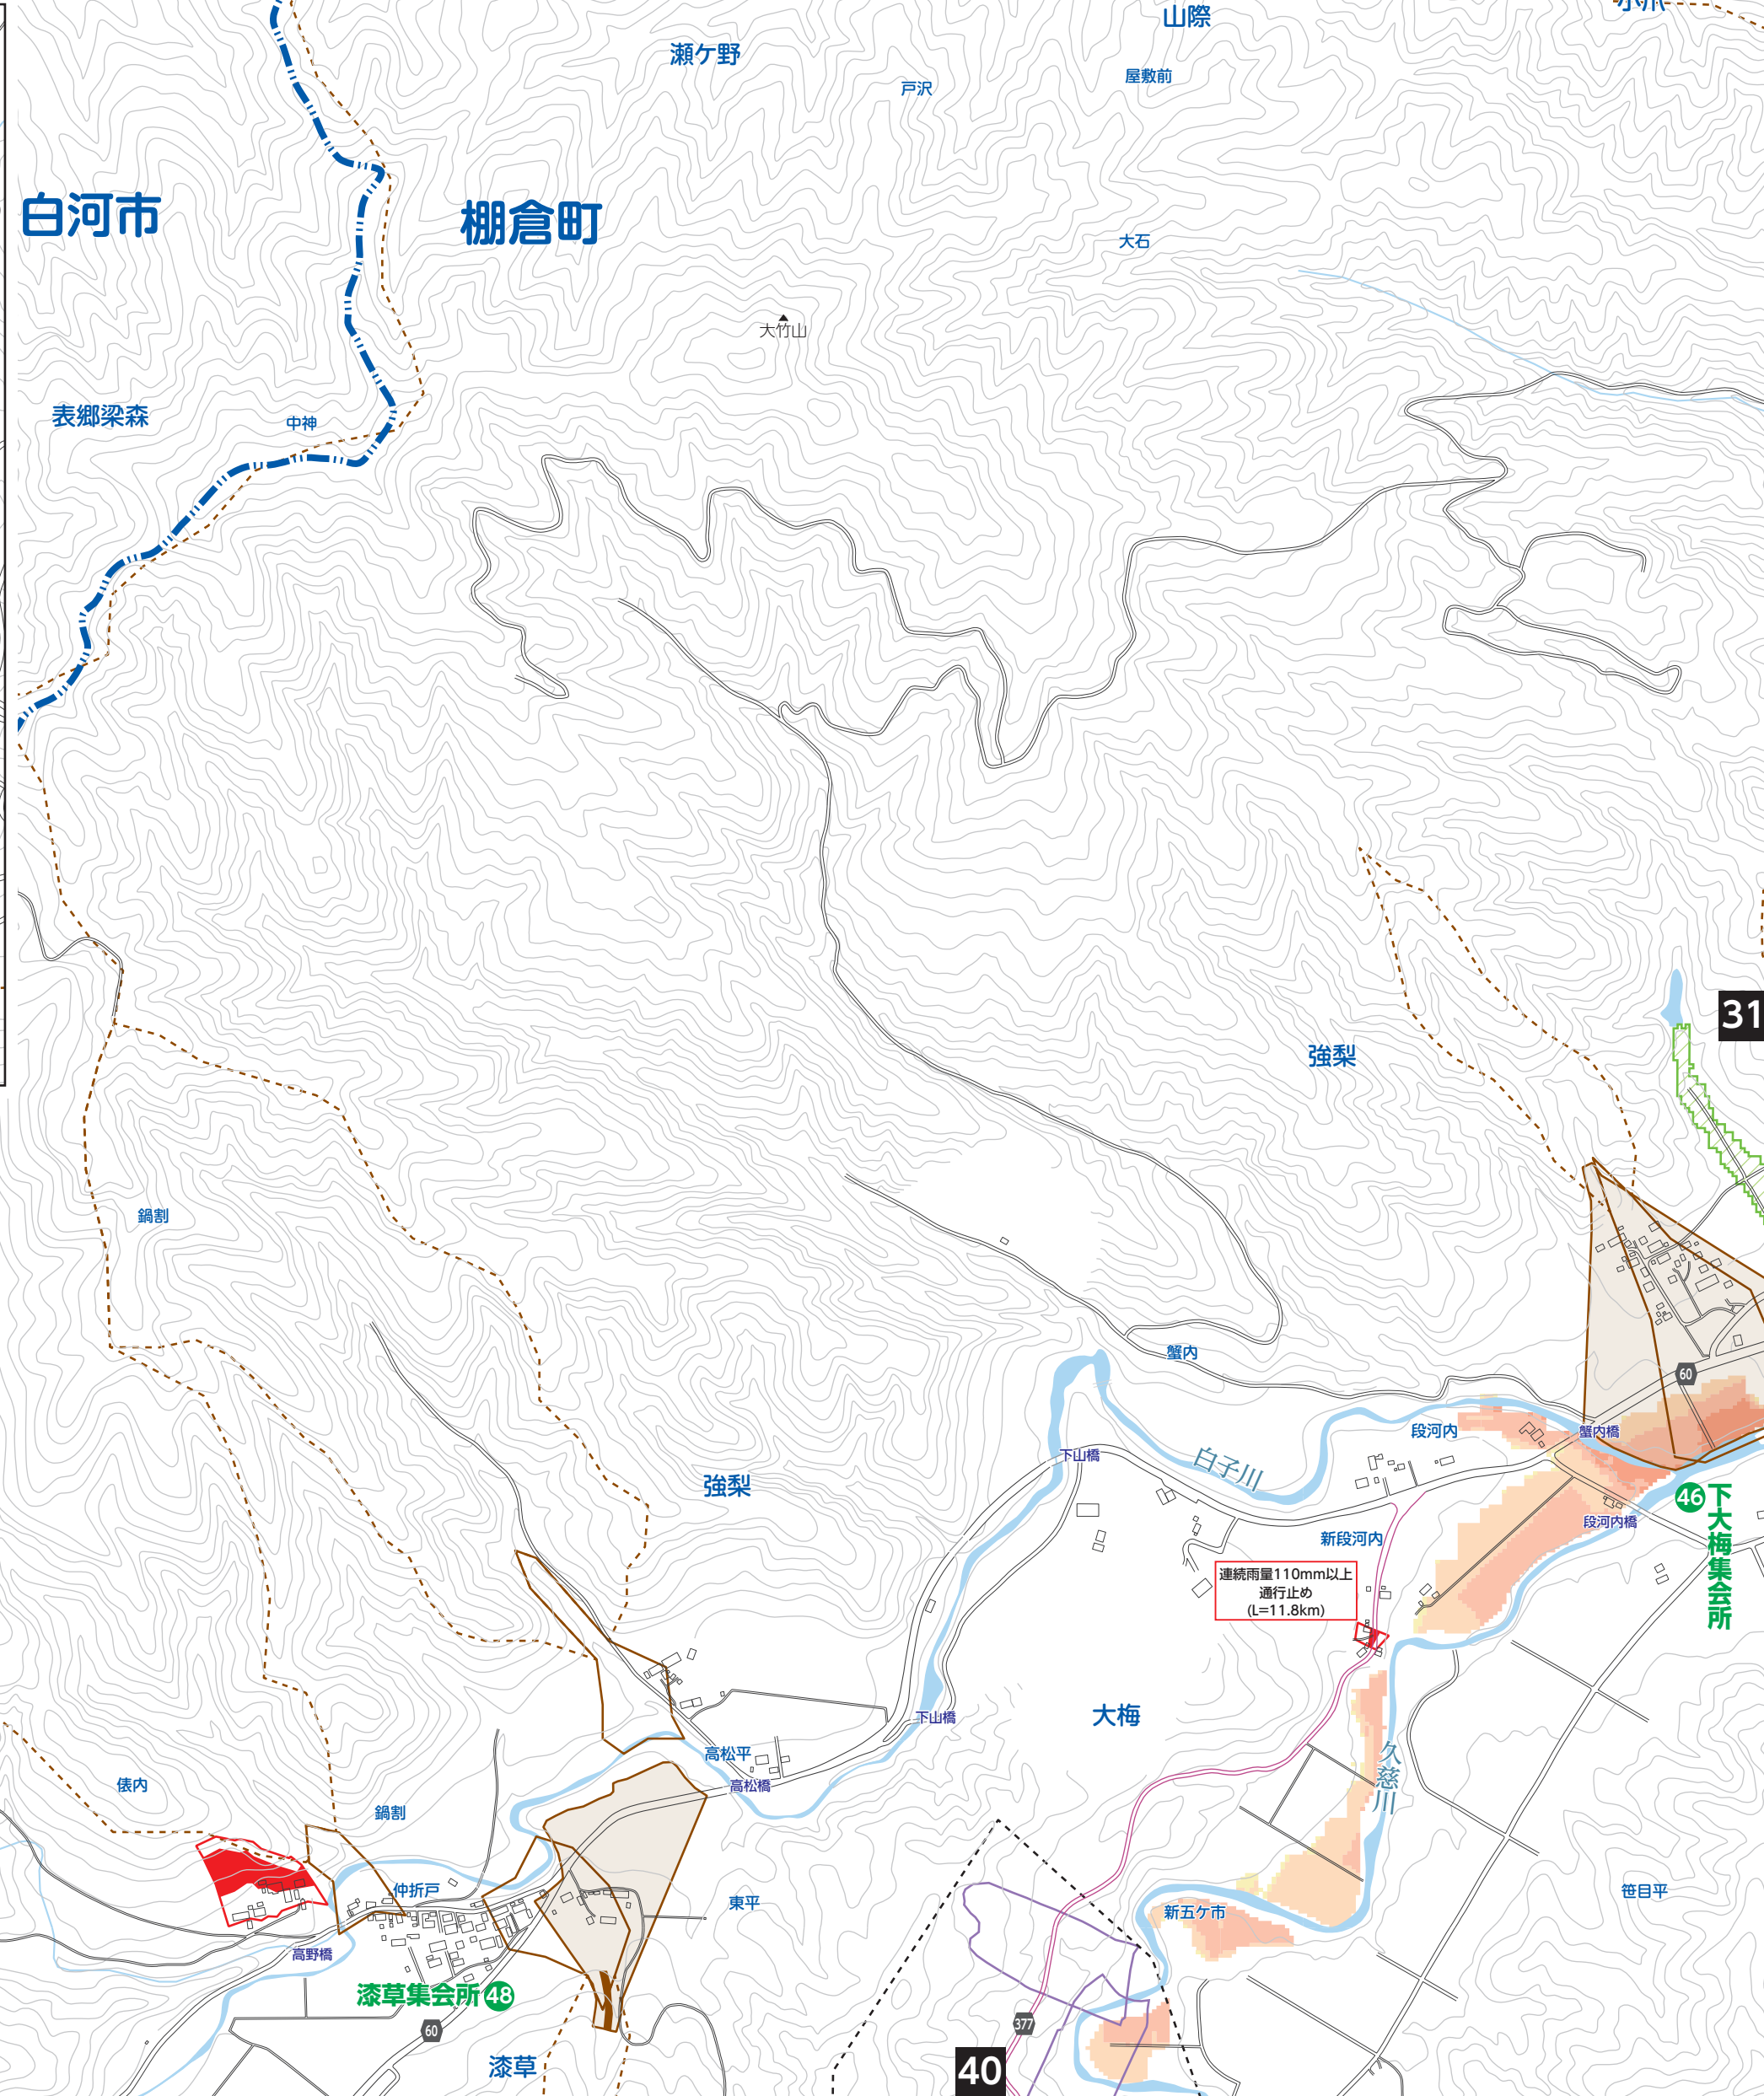 山際
瀬ケ野
屋敷前
戸沢
白河市
棚倉町
大石
大竹山
表郷梁森
中神
31
強梨
鍋割
蟹内
60
段河内
蟹内橋
下山橋
白子川
強梨
46
下大梅集会所
段河内橋
新段河内
連続雨量110mm以上
通行止め
(L=11.8km)
大梅
下山橋
高松平
久慈川
高松橋
俵内
鍋割
仲折戸
笹目平
東平
新五ケ市
高野橋
漆草集会所 48
377
60
漆草
40